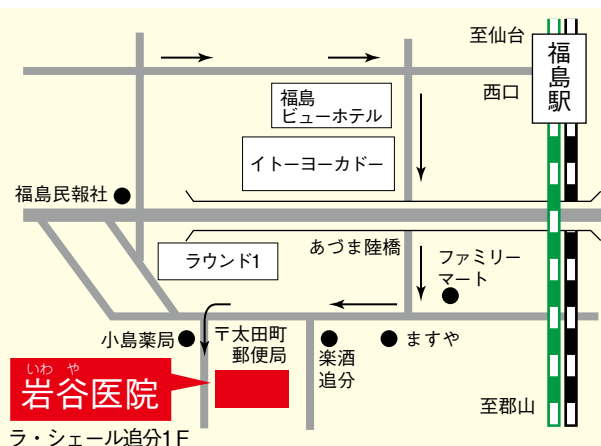 至仙台
福島駅
西口
福島
ビューホテル
イトーヨーカドー
福島民報社
ラウンド1
あづま陸橋
ファミリー
マート
小島薬局
〒太田町
郵便局
楽酒
追分
ますや
いわ や
岩谷医院
至郡山
ラ・シェール追分1F